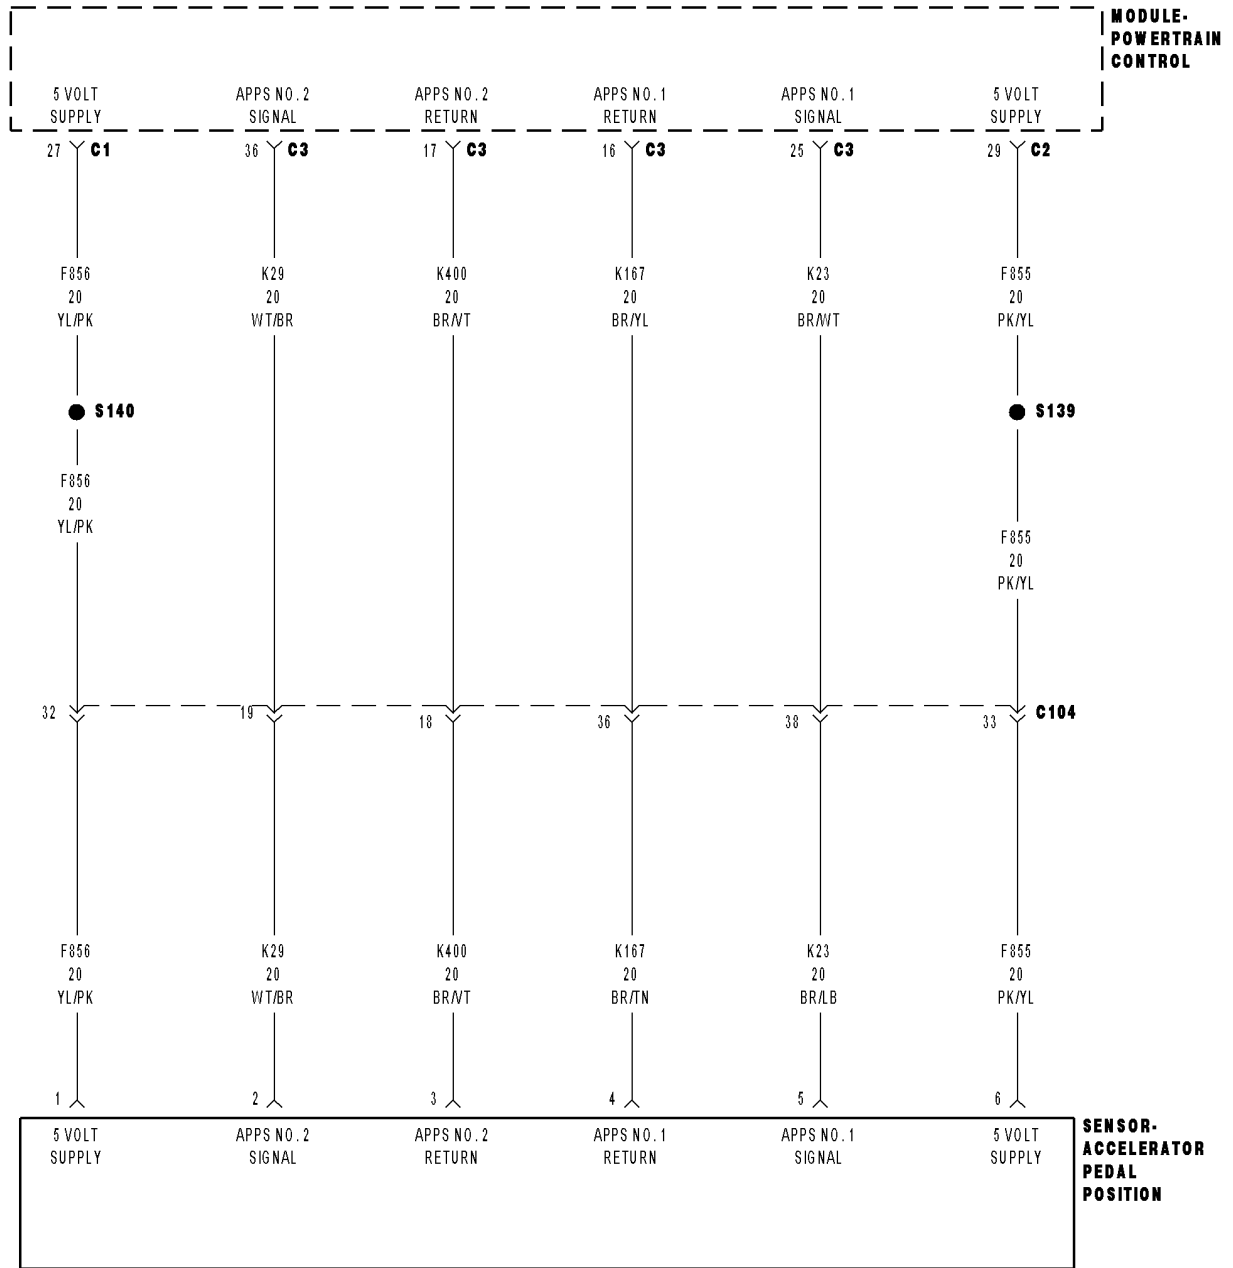 MODULE-
POWERTRAIN
CONTROL
5 VOLT APPS NO. 2 APPS NO. 2 APPS NO. 1 APPS NO. 1 5 VOLT
SUPPLY SIGNAL RETURN RETURN SIGNAL SUPPLY
27 C1 36 C3 17 C3 16 C3 25 C3 29 C2
F856 K29 K400 K167 K23 F855
20 20 20 20 20 20
YL/PK WT/BR BR/VT BR/YL BR/WT PK/YL
S140 S139
F856
20
YL/PK
F855
20
PK/YL
32 19 18 36 38 33 C104
F856 K29 K400 K167 K23 F855
20 20 20 20 20 20
YL/PK WT/BR BR/VT BR/TN BR/LB PK/YL
1 2 3 4 5 6
5 VOLT APPS NO. 2 APPS NO. 2 APPS NO. 1 APPS NO. 1 5 VOLT
SUPPLY SIGNAL RETURN RETURN SIGNAL SUPPLY
SENSOR-
ACCELERATOR
PEDAL
POSITION